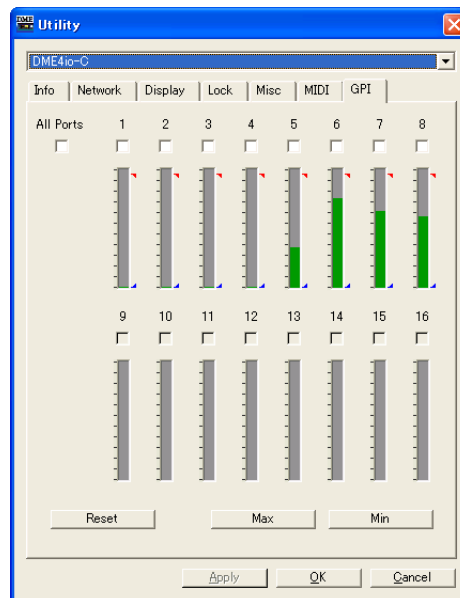 DME Utility
DME4io-C
Info Network Display Lock Misc MIDI GPI
All Ports 1 2 3 4 5 6 7 8
9 10 11 12 13 14 15 16
Reset Max Min
Apply OK Cancel